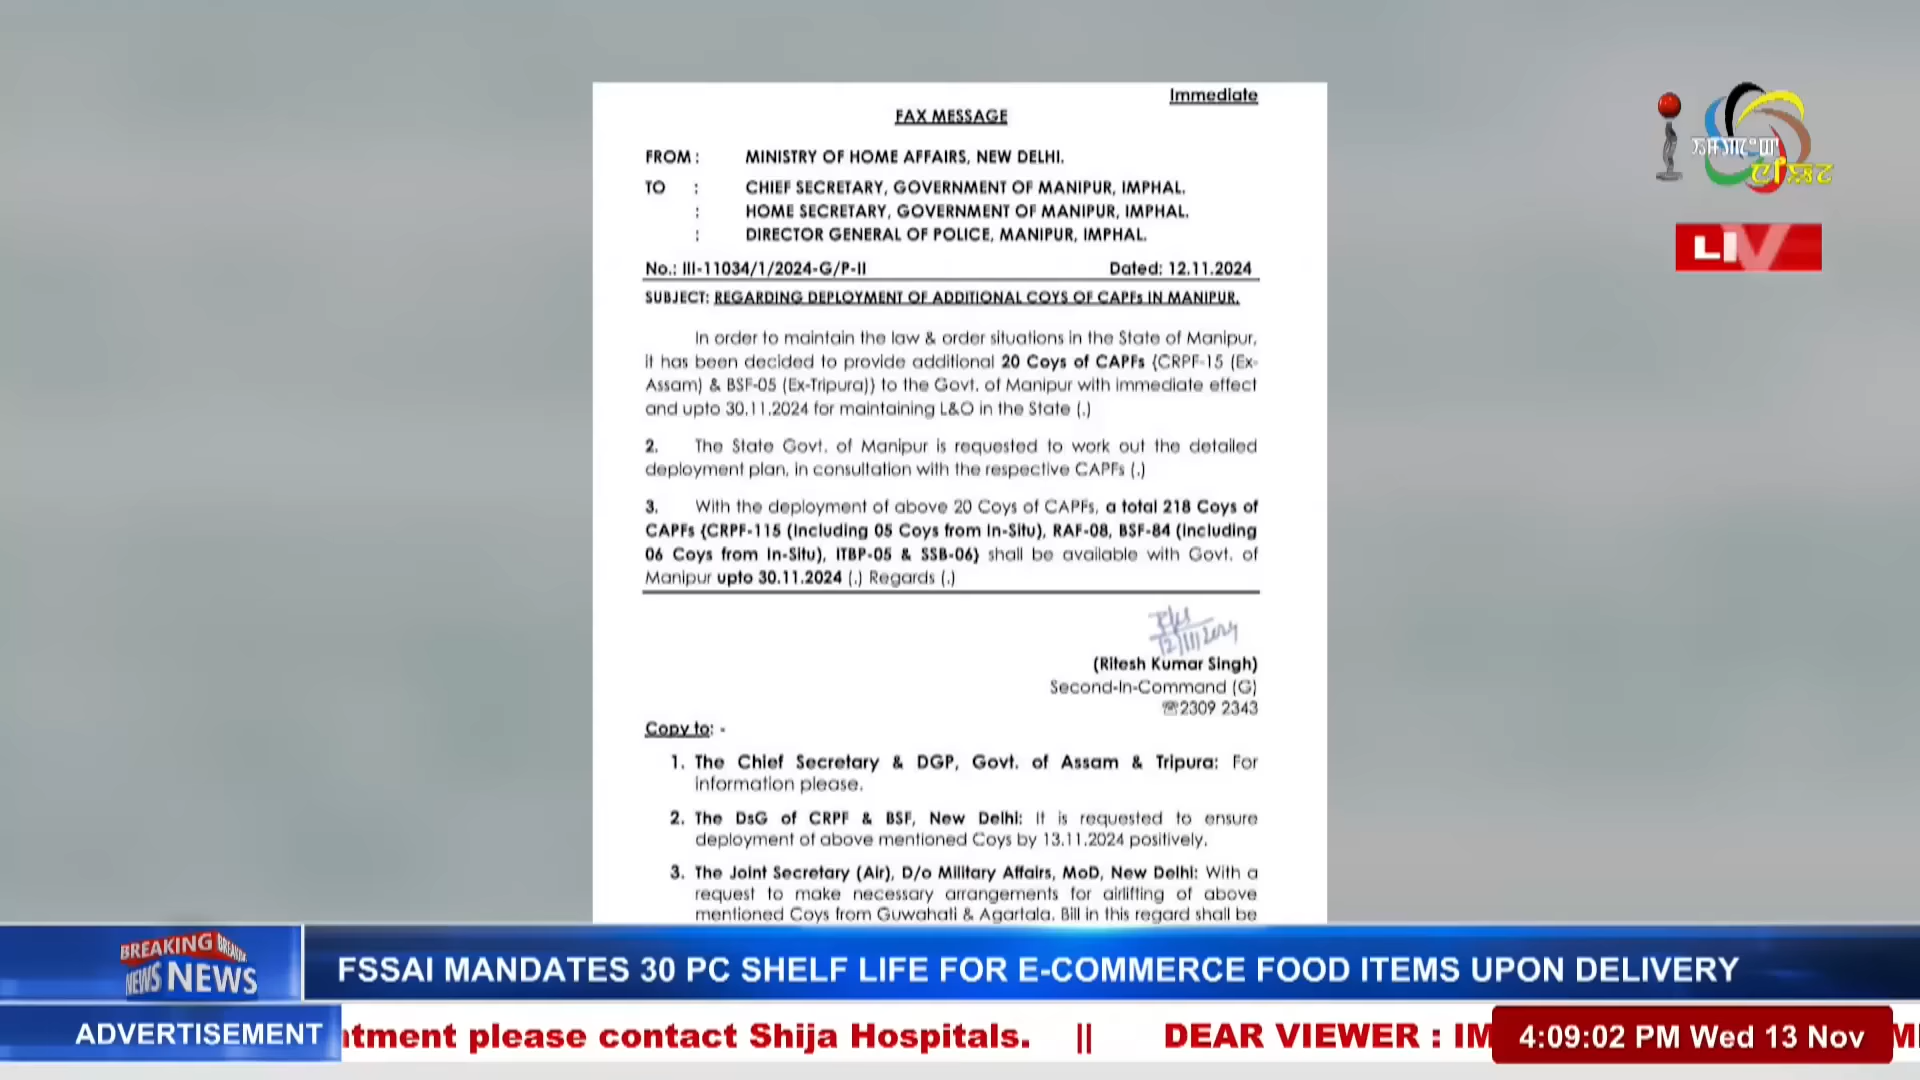 Immediate
FAX MESSAGE
FROM : MINISTRY OF HOME AFFAIRS, NEW DELHI.
TO : CHIEF SECRETARY, GOVERNMENT OF MANIPUR, IMPHAL.
: HOME SECRETARY, GOVERNMENT OF MANIPUR, IMPHAL.
: DIRECTOR GENERAL OF POLICE, MANIPUR, IMPHAL.
No.: III-11034/1/2024-G/P-II Dated: 12.11.2024
SUBJECT: REGARDING DEPLOYMENT OF ADDITIONAL COYS OF CAPFs IN MANIPUR.
In order to maintain the law & order situations in the State of Manipur,
it has been decided to provide additional 20 Coys of CAPFs {CRPF-15 (Ex-
Assam) & BSF-05 (Ex-Tripura)} to the Govt. of Manipur with immediate effect
and upto 30.11.2024 for maintaining L&O in the State (.)
2. The State Govt. of Manipur is requested to work out the detailed
deployment plan, in consultation with the respective CAPFs (.)
3. With the deployment of above 20 Coys of CAPFs, a total 218 Coys of
CAPFs {CRPF-115 (Including 05 Coys from In-Situ), RAF-08, BSF-84 (Including
06 Coys from In-Situ), ITBP-05 & SSB-06} shall be available with Govt. of
Manipur upto 30.11.2024 (.) Regards (.)
12/11/2024
(Ritesh Kumar Singh)
Second-In-Command (G)
☏2309 2343
Copy to: -
1. The Chief Secretary & DGP, Govt. of Assam & Tripura: For
information please.
2. The DsG of CRPF & BSF, New Delhi: It is requested to ensure
deployment of above mentioned Coys by 13.11.2024 positively.
3. The Joint Secretary (Air), D/o Military Affairs, MoD, New Delhi: With a
request to make necessary arrangements for airlifting of above
mentioned Coys from Guwahati & Agartala. Bill in this regard shall be
LIV
BREAKING BREAKING
NEWS NEWS
FSSAI MANDATES 30 PC SHELF LIFE FOR E-COMMERCE FOOD ITEMS UPON DELIVERY
ADVERTISEMENT
ntment please contact Shija Hospitals. || DEAR VIEWER : IM
4:09:02 PM Wed 13 Nov